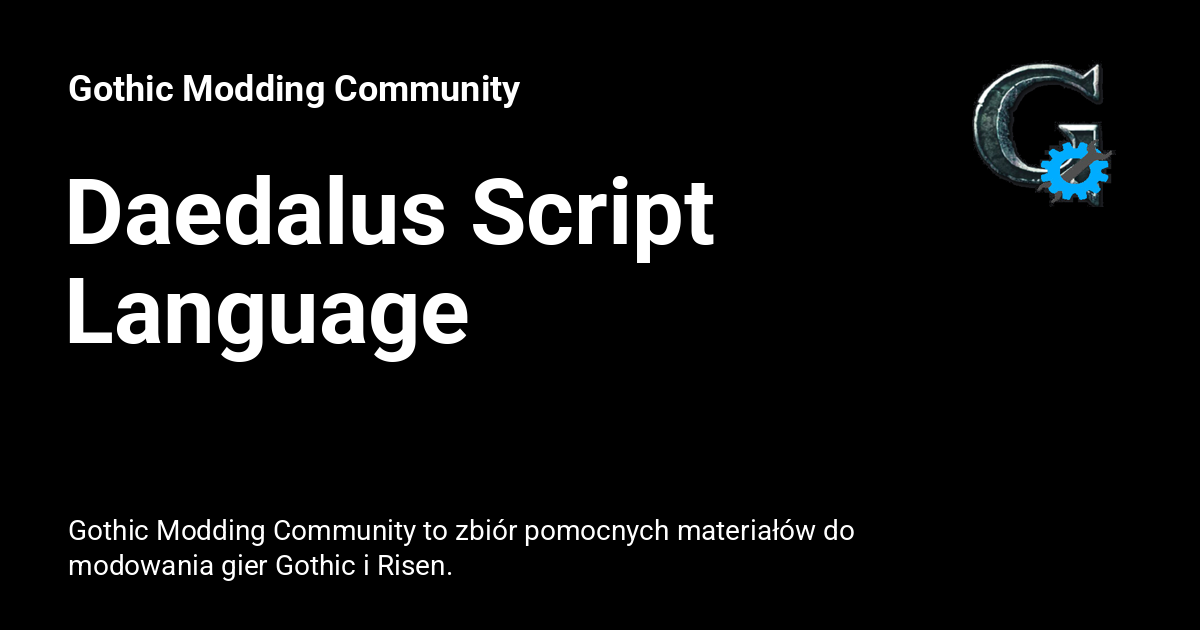 Gothic Modding Community
Daedalus Script
Language
Gothic Modding Community to zbiór pomocnych materiałów do
modowania gier Gothic i Risen.